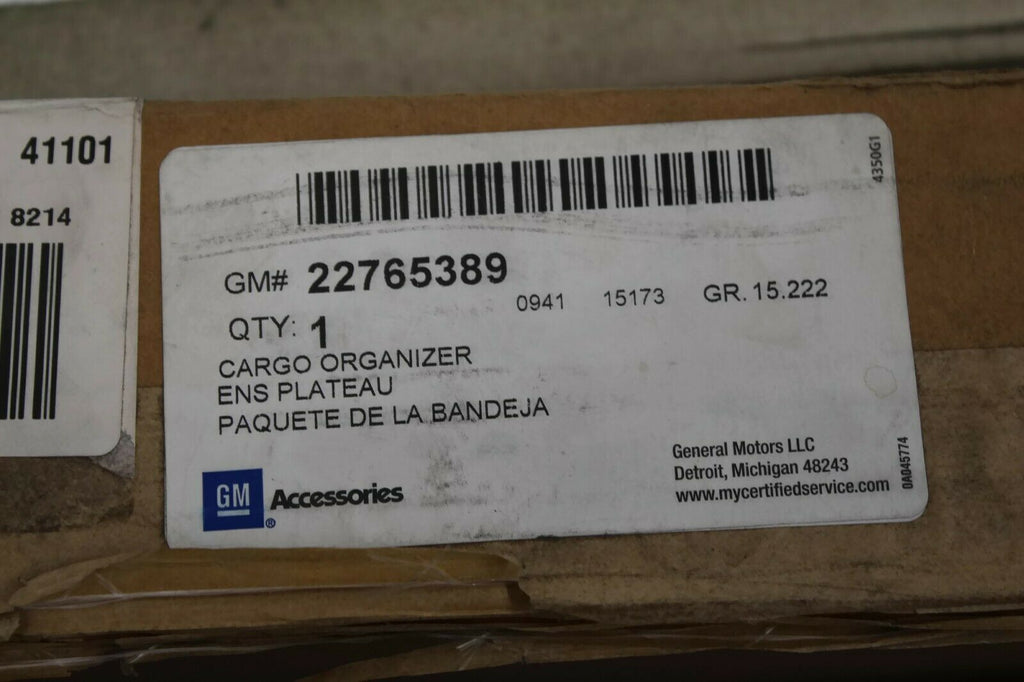 41101
8214
4350G1
GM# 22765389
0941 15173 GR. 15.222
QTY: 1
CARGO ORGANIZER
ENS PLATEAU
PAQUETE DE LA BANDEJA
General Motors LLC
Detroit, Michigan 48243
www.mycertifiedservice.com
0A045774
GM® Accessories